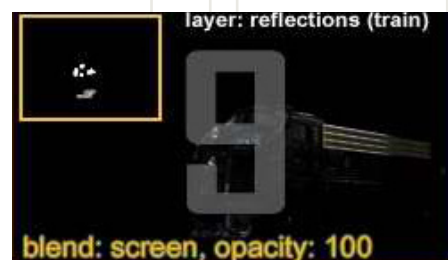 layer: reflections (train)
9
blend: screen, opacity: 100